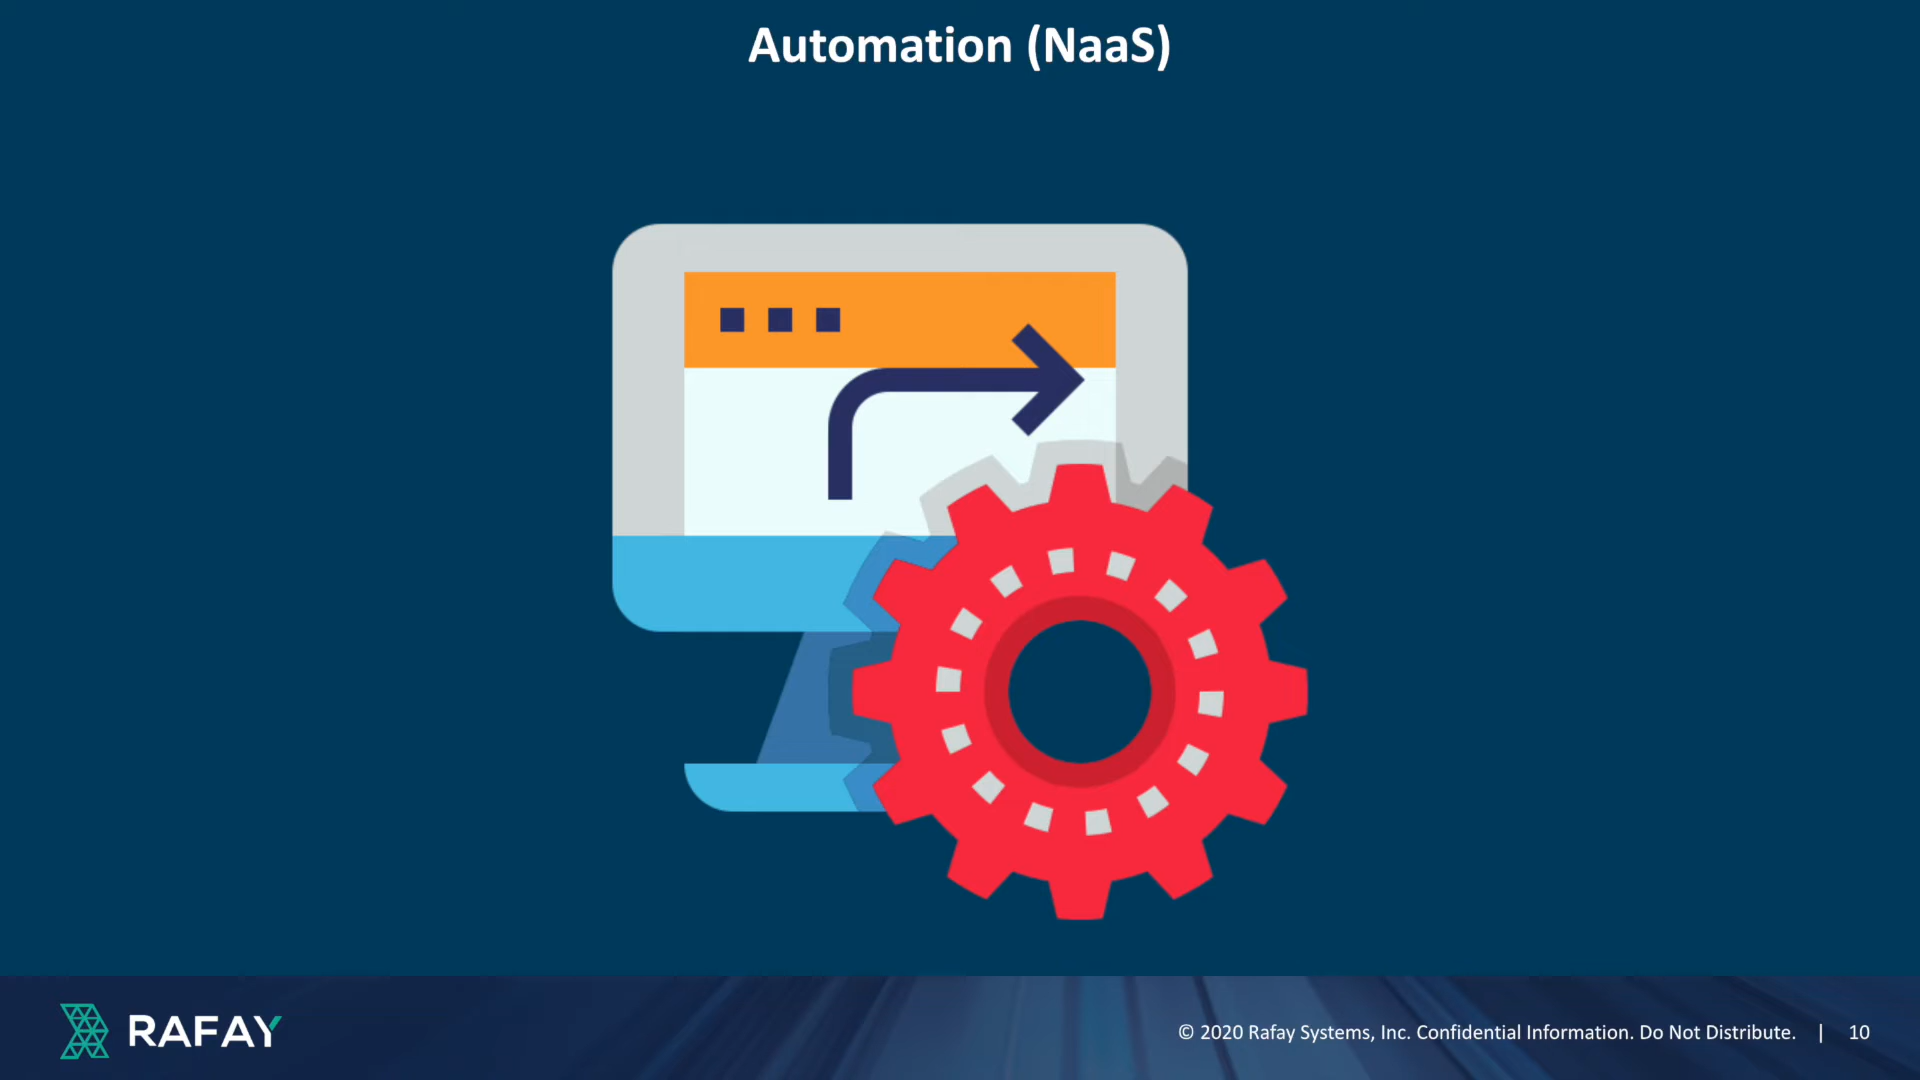 Automation (NaaS)
RAFAY
© 2020 Rafay Systems, Inc. Confidential Information. Do Not Distribute. | 10